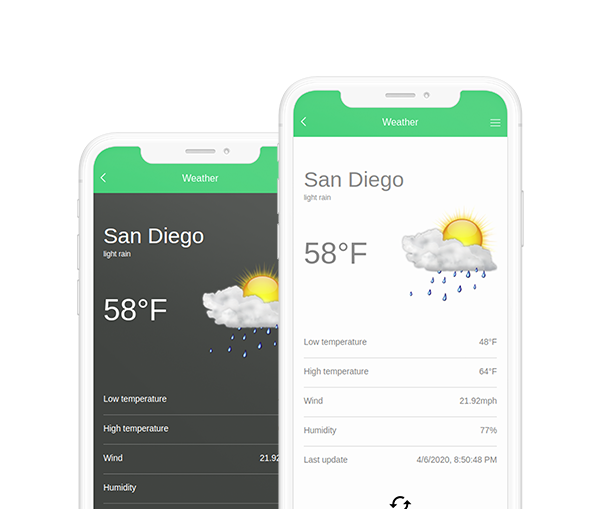 Weather
San Diego
light rain
58°F
Low temperature
High temperature
Wind 21.92
Humidity
Weather
San Diego
light rain
58°F
Low temperature 48°F
High temperature 64°F
Wind 21.92mph
Humidity 77%
Last update 4/6/2020, 8:50:48 PM